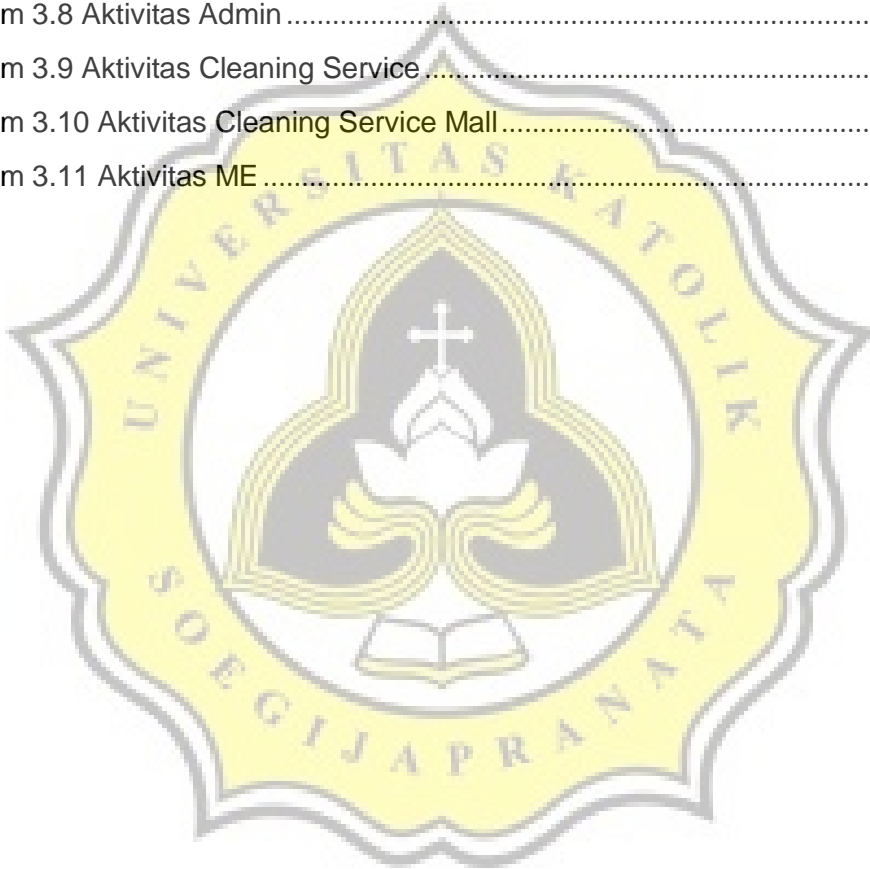 m 3.8 Aktivitas Admin ........................................................................
m 3.9 Aktivitas Cleaning Service ........................................................
m 3.10 Aktivitas Cleaning Service Mall ..............................................
m 3.11 Aktivitas ME ............................................................................
UNIVERSITAS KATOLIK
SOEGIJAPRANATA